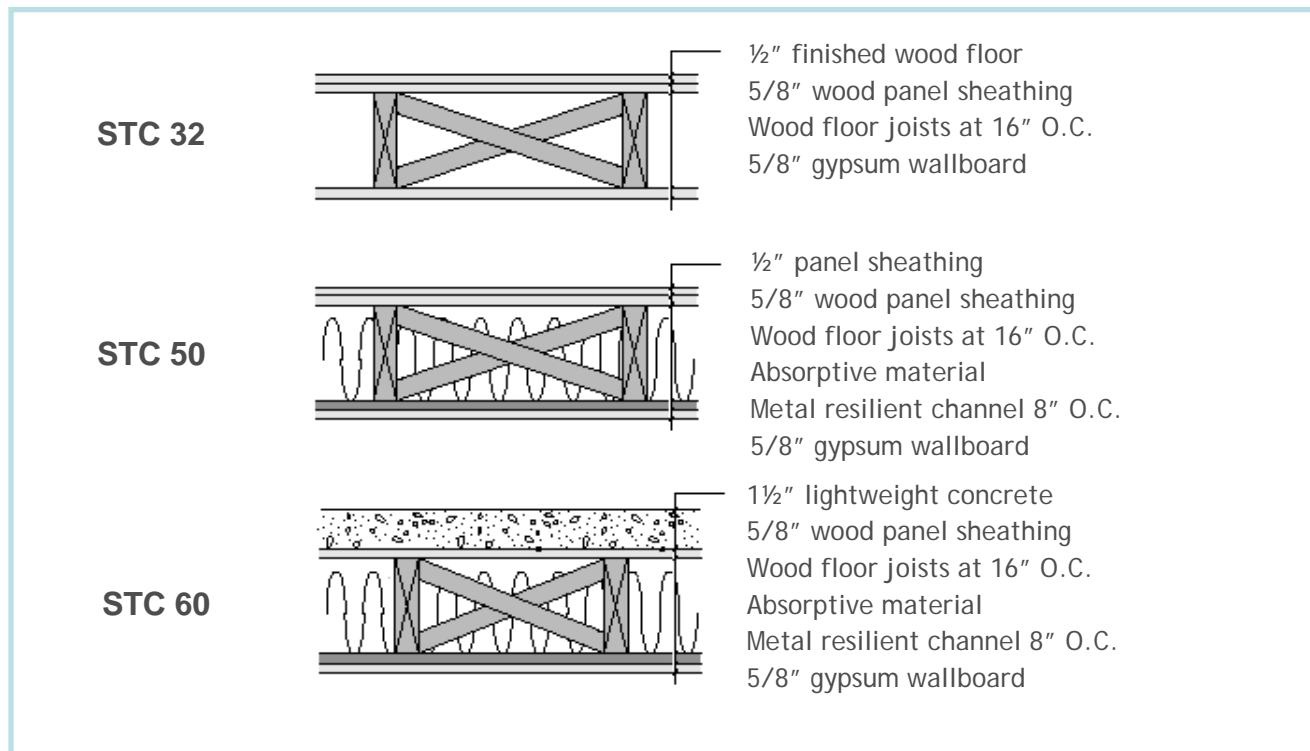 STC 32
½” finished wood floor
5/8” wood panel sheathing
Wood floor joists at 16” O.C.
5/8” gypsum wallboard
STC 50
½” panel sheathing
5/8” wood panel sheathing
Wood floor joists at 16” O.C.
Absorptive material
Metal resilient channel 8” O.C.
5/8” gypsum wallboard
STC 60
1½” lightweight concrete
5/8” wood panel sheathing
Wood floor joists at 16” O.C.
Absorptive material
Metal resilient channel 8” O.C.
5/8” gypsum wallboard